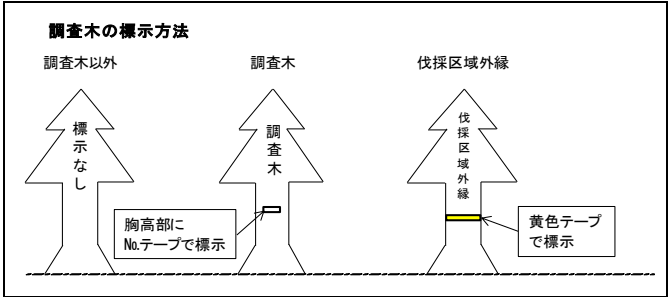 調査木の標示方法
調査木以外
調査木
伐採区域外縁
標示なし
調査木
伐採区域外縁
胸高部に
№テープで標示
黄色テープ
で標示